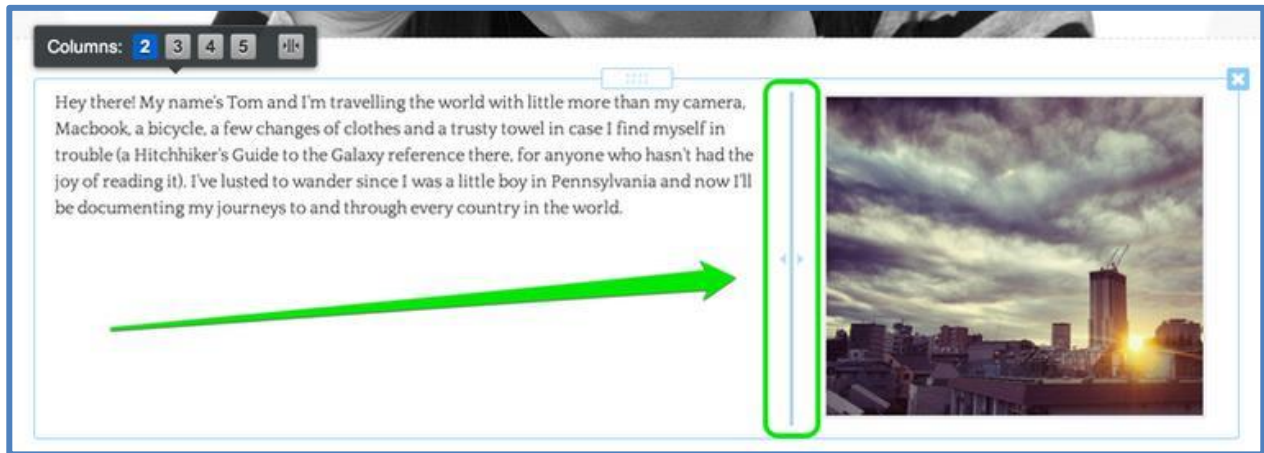 Columns: 2 3 4 5
Hey there! My name's Tom and I'm travelling the world with little more than my camera,
Macbook, a bicycle, a few changes of clothes and a trusty towel in case I find myself in
trouble (a Hitchhiker's Guide to the Galaxy reference there, for anyone who hasn't had the
joy of reading it). I've lusted to wander since I was a little boy in Pennsylvania and now I'll
be documenting my journeys to and through every country in the world.